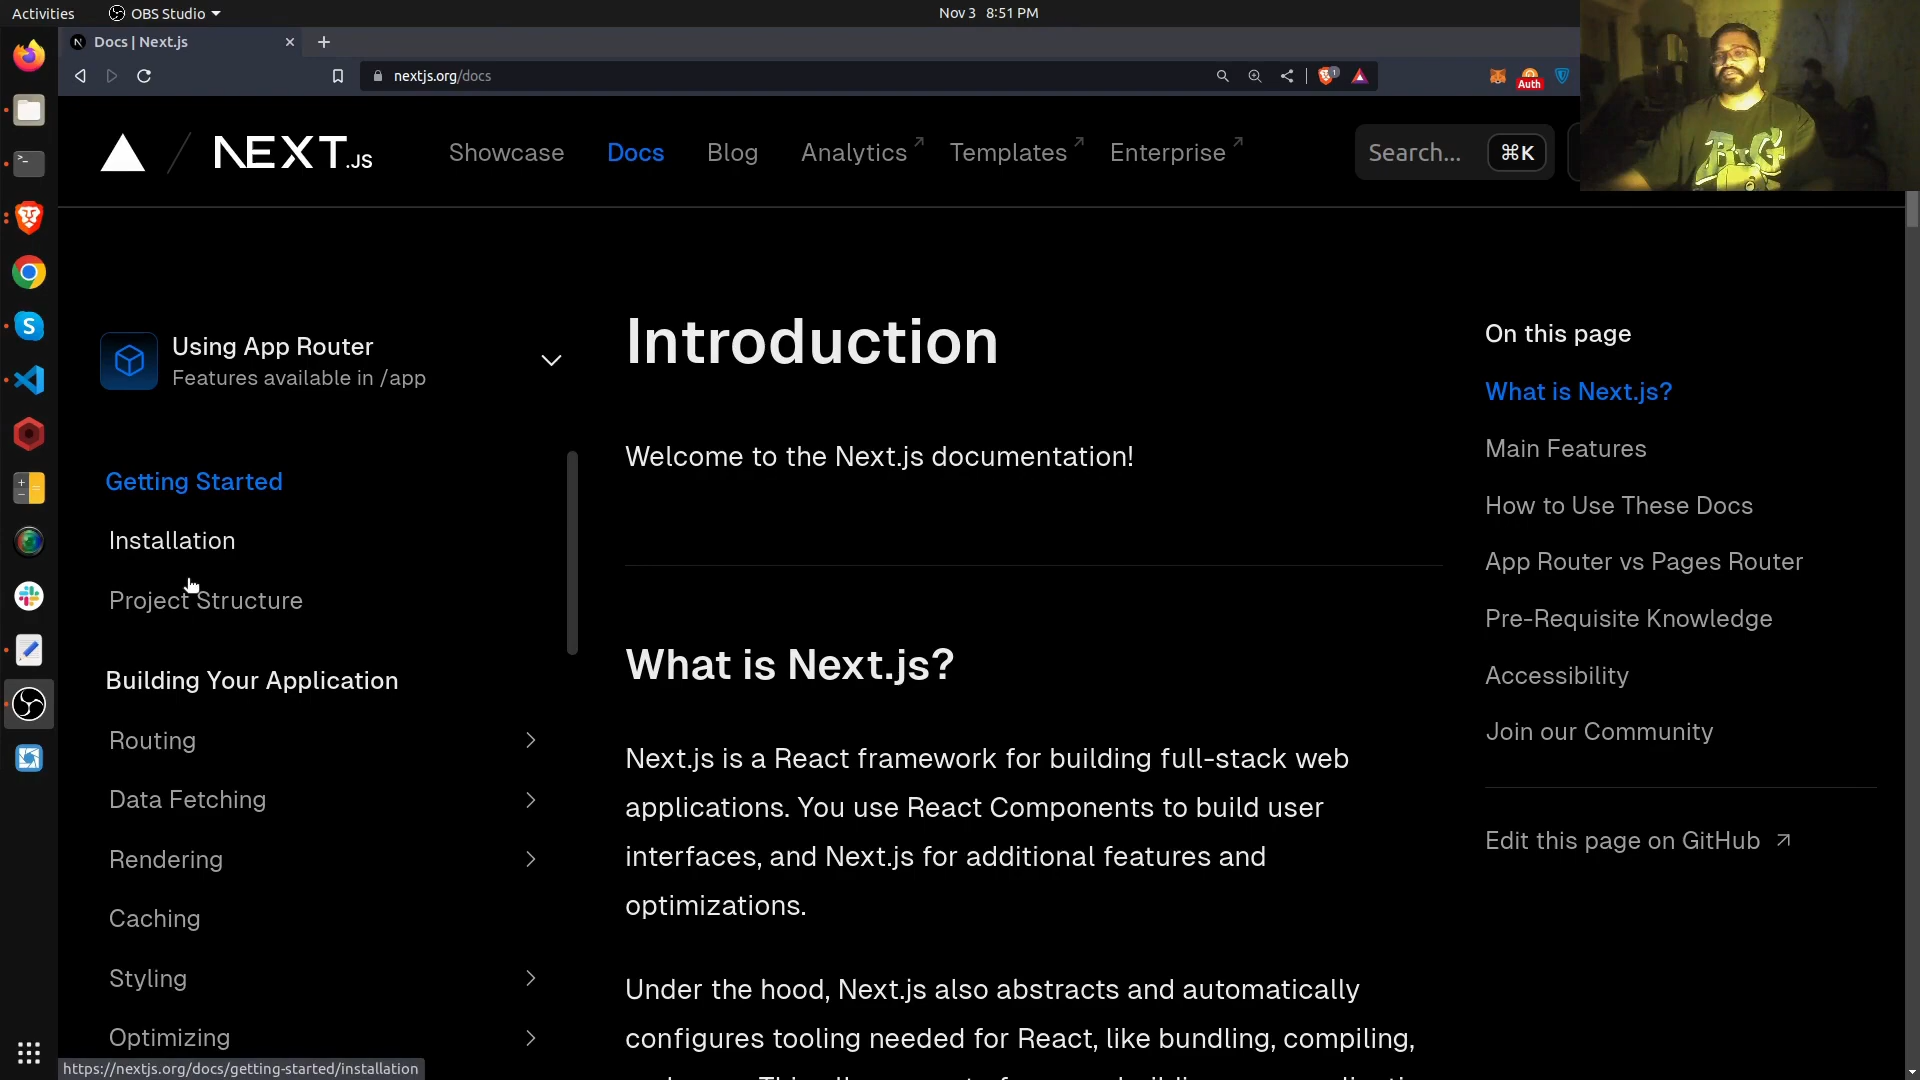 Activities
OBS Studio
Nov 3 8:51 PM
Docs | Next.js
nextjs.org/docs
1
Auth
NEXT.JS
Showcase
Docs
Blog
Analytics
Templates
Enterprise
Search...
⌘K
Using App Router
Features available in /app
Getting Started
Installation
Project Structure
Building Your Application
Routing
Data Fetching
Rendering
Caching
Styling
Optimizing
https://nextjs.org/docs/getting-started/installation
Introduction
Welcome to the Next.js documentation!
What is Next.js?
Next.js is a React framework for building full-stack web
applications. You use React Components to build user
interfaces, and Next.js for additional features and
optimizations.
Under the hood, Next.js also abstracts and automatically
configures tooling needed for React, like bundling, compiling,
On this page
What is Next.js?
Main Features
How to Use These Docs
App Router vs Pages Router
Pre-Requisite Knowledge
Accessibility
Join our Community
Edit this page on GitHub